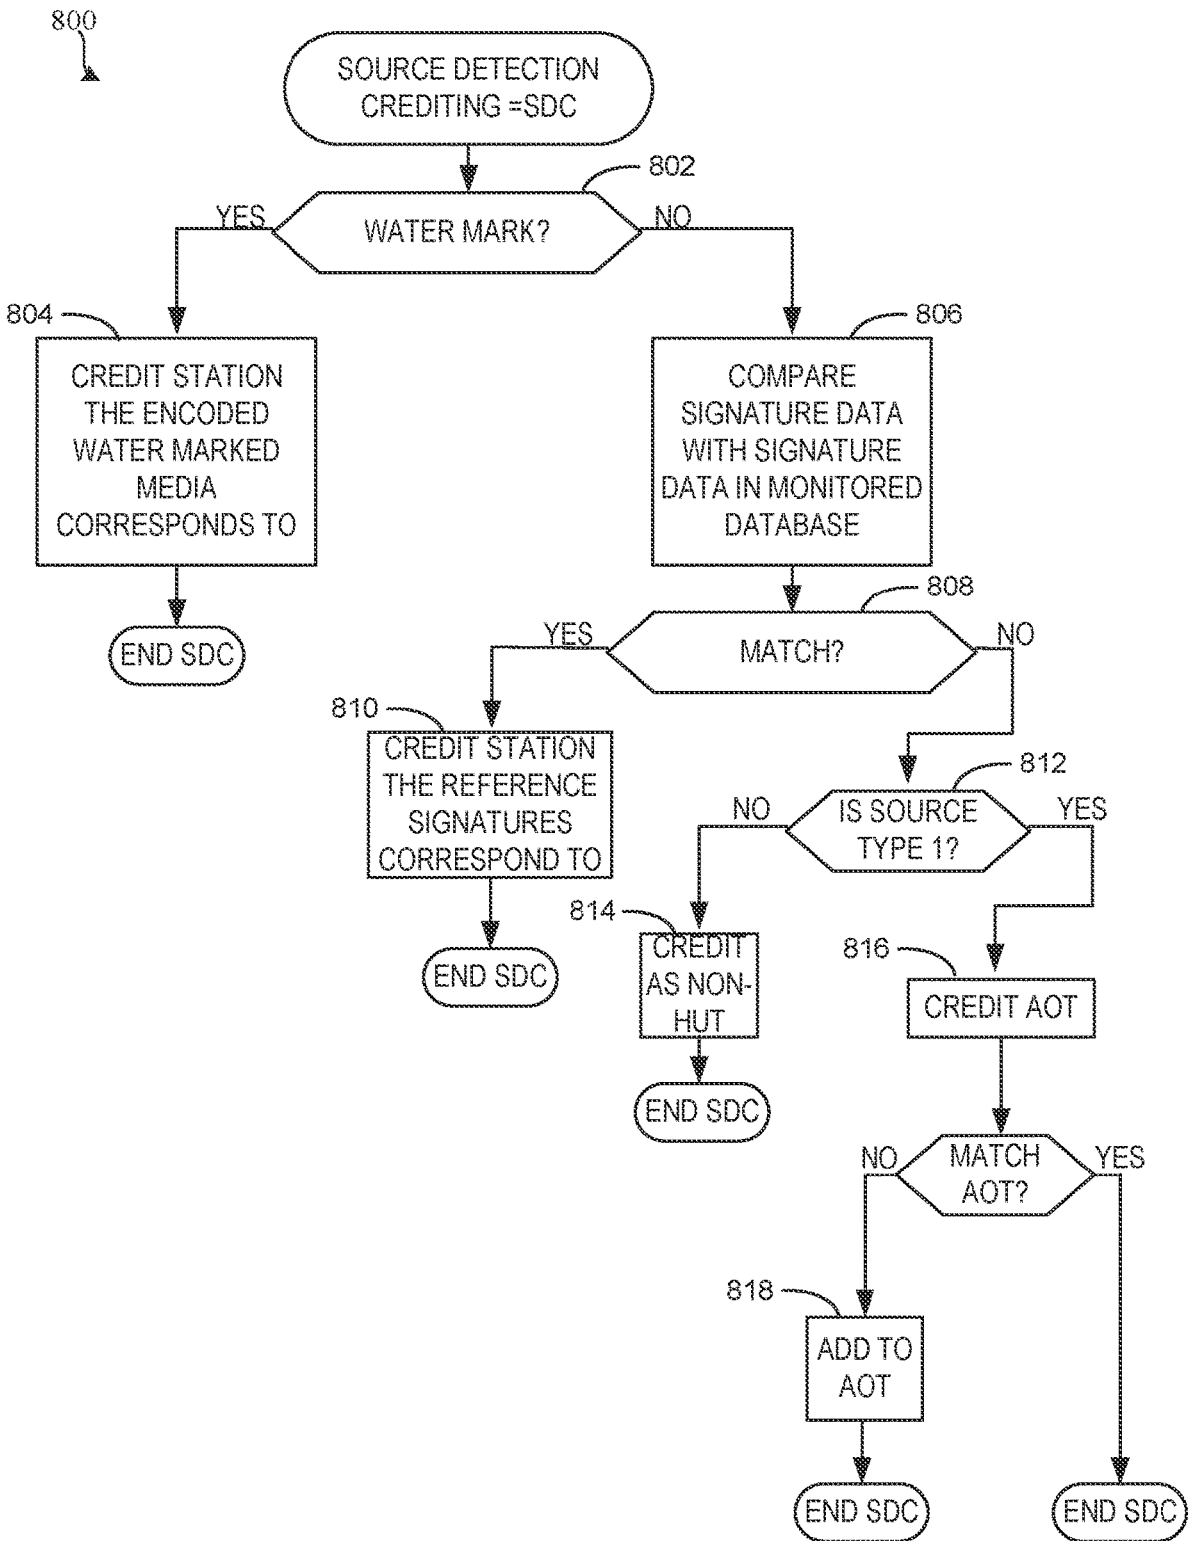 800
SOURCE DETECTION
CREDITING =SDC
802
YES
NO
WATER MARK?
804
806
CREDIT STATION
THE ENCODED
WATER MARKED
MEDIA
CORRESPONDS TO
COMPARE
SIGNATURE DATA
WITH SIGNATURE
DATA IN MONITORED
DATABASE
END SDC
808
YES
NO
MATCH?
810
CREDIT STATION
THE REFERENCE
SIGNATURES
CORRESPOND TO
812
NO
YES
IS SOURCE
TYPE 1?
END SDC
814
CREDIT
AS NON-
HUT
816
CREDIT AOT
END SDC
NO
YES
MATCH
AOT?
818
ADD TO
AOT
END SDC
END SDC